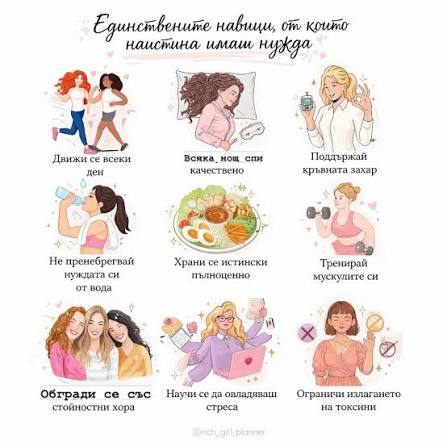 Единствените навици, от които
наистина имаш нужда
Движи се всеки
ден
Всяка нощ спи
качествено
Поддържай
кръвната захар
Не пренебрегвай
нуждата си
от вода
Храни се истински
пълноценно
Тренирай
мускулите си
Обгради се със
стойностни хора
Научи се да овладяваш
стреса
Ограничи излагането
на токсини
@rich_girl_planner